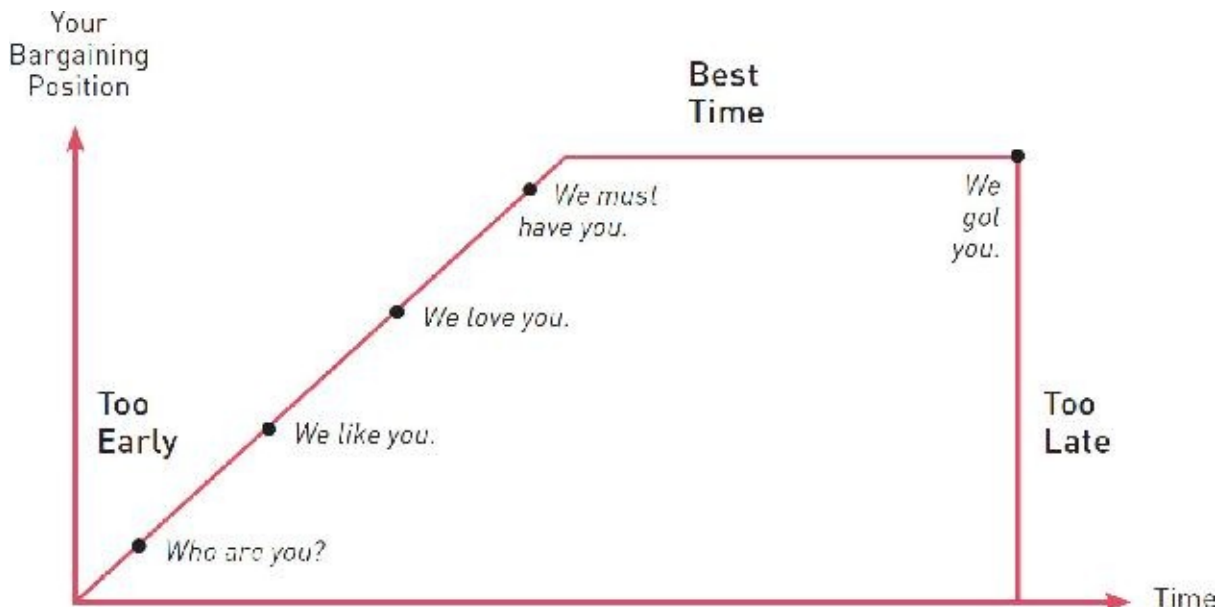 Your
Bargaining
Position
Best
Time
We must
have you.
We
got
you.
We love you.
Too
Early
We like you.
Too
Late
Who are you?
Time